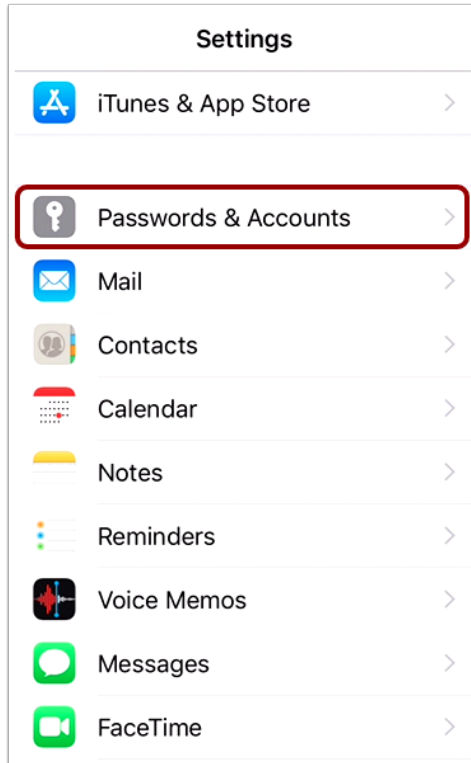 Settings
iTunes & App Store
Passwords & Accounts
Mail
Contacts
Calendar
Notes
Reminders
Voice Memos
Messages
FaceTime